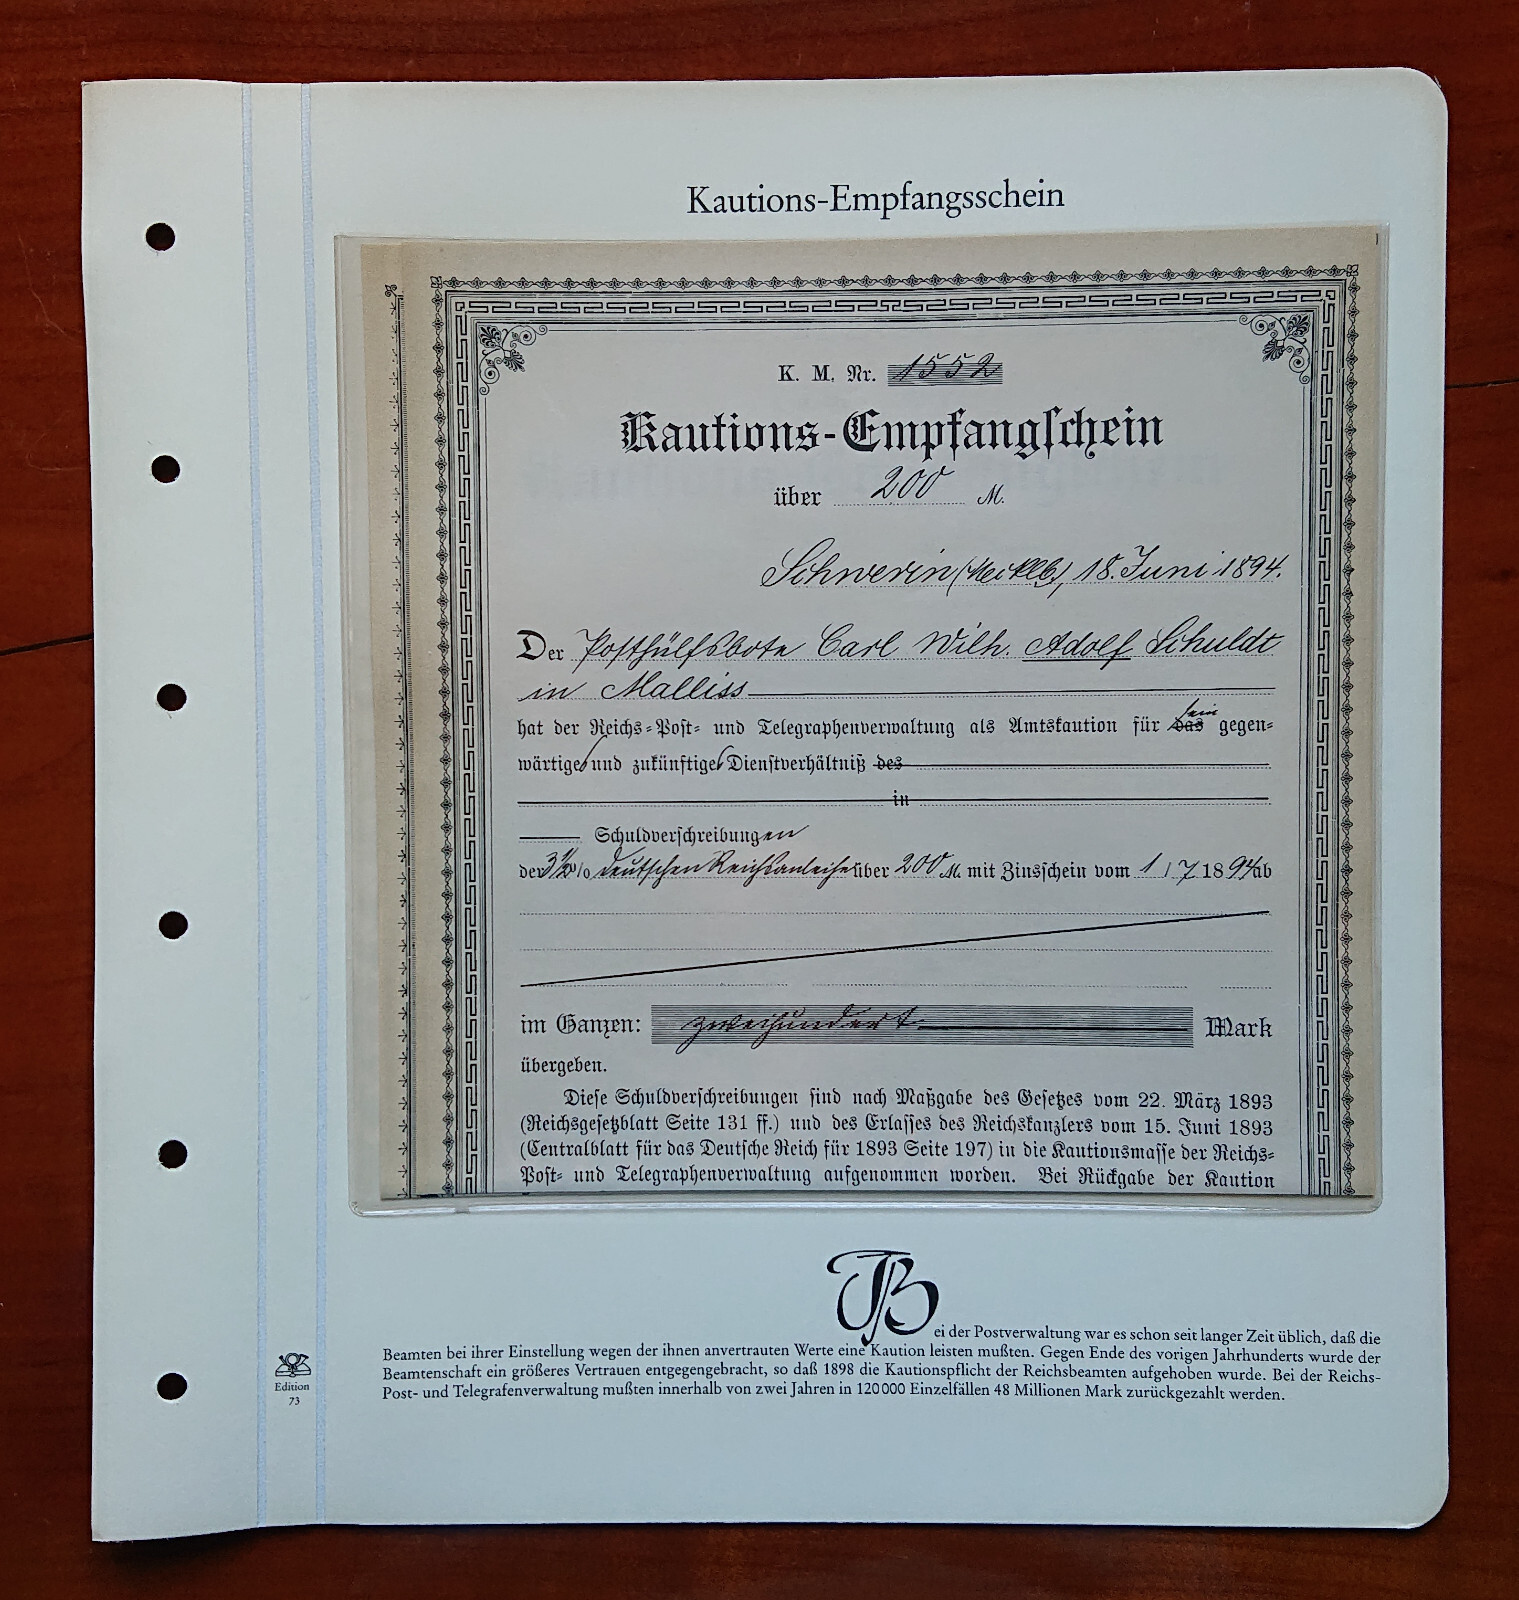 Kautions-Empfangsschein
K. M. Nr. 1552
Kautions-Empfangſchein
über 200 M.
Schwerin (Mecklb), 18. Juni 1894.
Der Posthülfsbote Carl Wilh. Adolf Schuldt
in Malliss
sein
hat der Reichs-Poſt- und Telegraphenverwaltung als Amtskaution für das gegen-
wärtige und zukünftige Dienſtverhältniß des
in
Schuldverſchreibungen
der 3½ % deutschen Reichsanleihe über 200 M. mit Zinsſchein vom 1 / 7 1894 ab
im Ganzen: zweihundert Mark
übergeben.
Dieſe Schuldverſchreibungen ſind nach Maßgabe des Geſetzes vom 22. März 1893
(Reichsgeſetzblatt Seite 131 ff.) und des Erlaſſes des Reichskanzlers vom 15. Juni 1893
(Centralblatt für das Deutſche Reich für 1893 Seite 197) in die Kautionsmaſſe der Reichs-
Poſt- und Telegraphenverwaltung aufgenommen worden. Bei Rückgabe der Kaution
Bei der Postverwaltung war es schon seit langer Zeit üblich, daß die
Beamten bei ihrer Einstellung wegen der ihnen anvertrauten Werte eine Kaution leisten mußten. Gegen Ende des vorigen Jahrhunderts wurde der
Beamtenschaft ein größeres Vertrauen entgegengebracht, so daß 1898 die Kautionspflicht der Reichsbeamten aufgehoben wurde. Bei der Reichs-
Post- und Telegrafenverwaltung mußten innerhalb von zwei Jahren in 120 000 Einzelfällen 48 Millionen Mark zurückgezahlt werden.
Edition
73